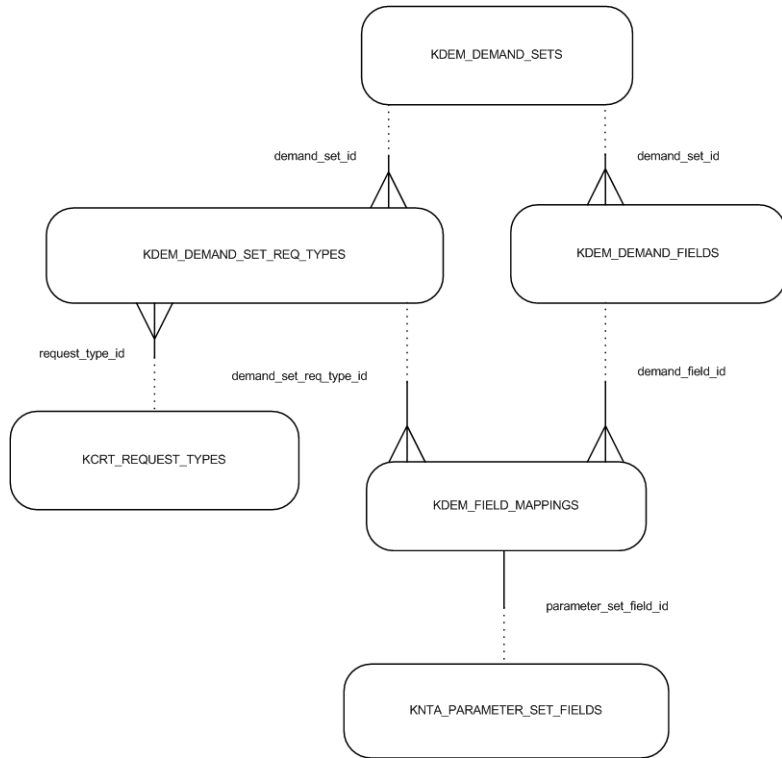 KDEM_DEMAND_SETS
demand_set_id
demand_set_id
KDEM_DEMAND_SET_REQ_TYPES
KDEM_DEMAND_FIELDS
request_type_id
demand_set_req_type_id
demand_field_id
KCRT_REQUEST_TYPES
KDEM_FIELD_MAPPINGS
parameter_set_field_id
KNTA_PARAMETER_SET_FIELDS